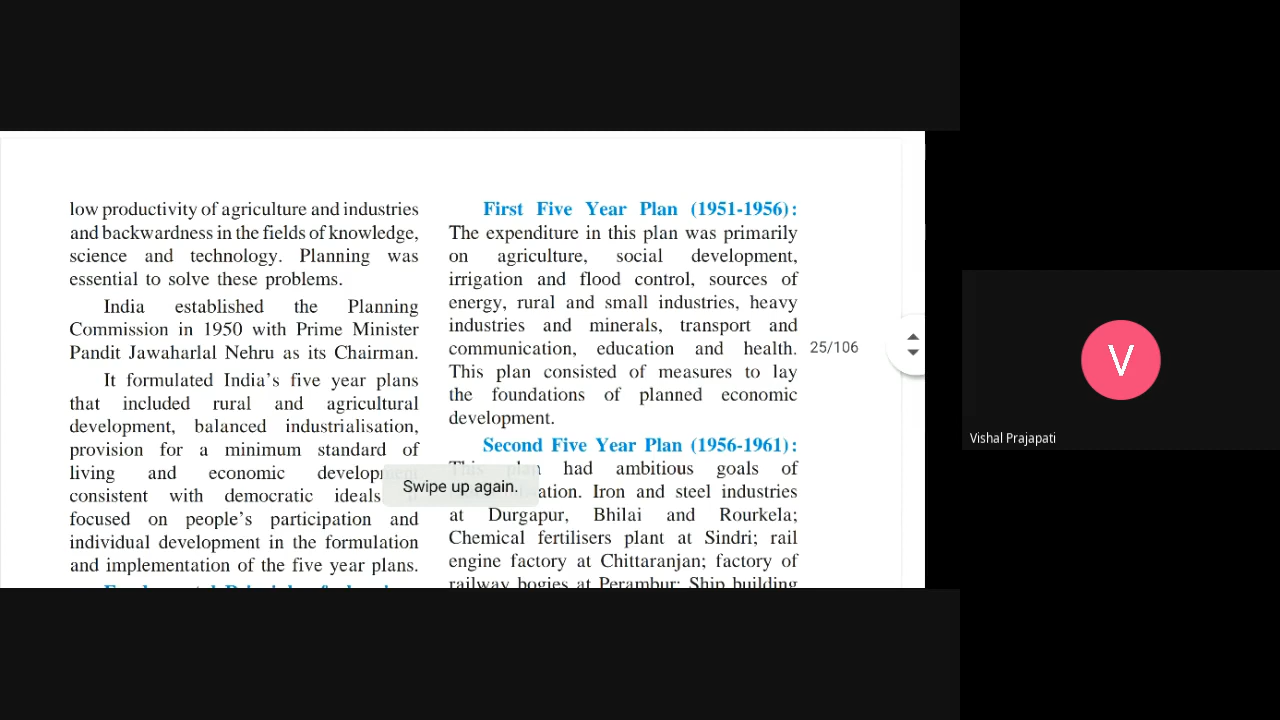 low productivity of agriculture and industries
and backwardness in the fields of knowledge,
science and technology. Planning was
essential to solve these problems.
India established the Planning
Commission in 1950 with Prime Minister
Pandit Jawaharlal Nehru as its Chairman.
It formulated India's five year plans
that included rural and agricultural
development, balanced industrialisation,
provision for a minimum standard of
living and economic development
consistent with democratic ideals.
focused on people's participation and
individual development in the formulation
and implementation of the five year plans.
First Five Year Plan (1951-1956):
The expenditure in this plan was primarily
on agriculture, social development,
irrigation and flood control, sources of
energy, rural and small industries, heavy
industries and minerals, transport and
communication, education and health.
This plan consisted of measures to lay
the foundations of planned economic
development.
Second Five Year Plan (1956-1961):
This plan had ambitious goals of
Iron and steel industries
at Durgapur, Bhilai and Rourkela;
Chemical fertilisers plant at Sindri; rail
engine factory at Chittaranjan; factory of
railway bogies at Perambur; Ship building
25/106
Swipe up again.
V
Vishal Prajapati